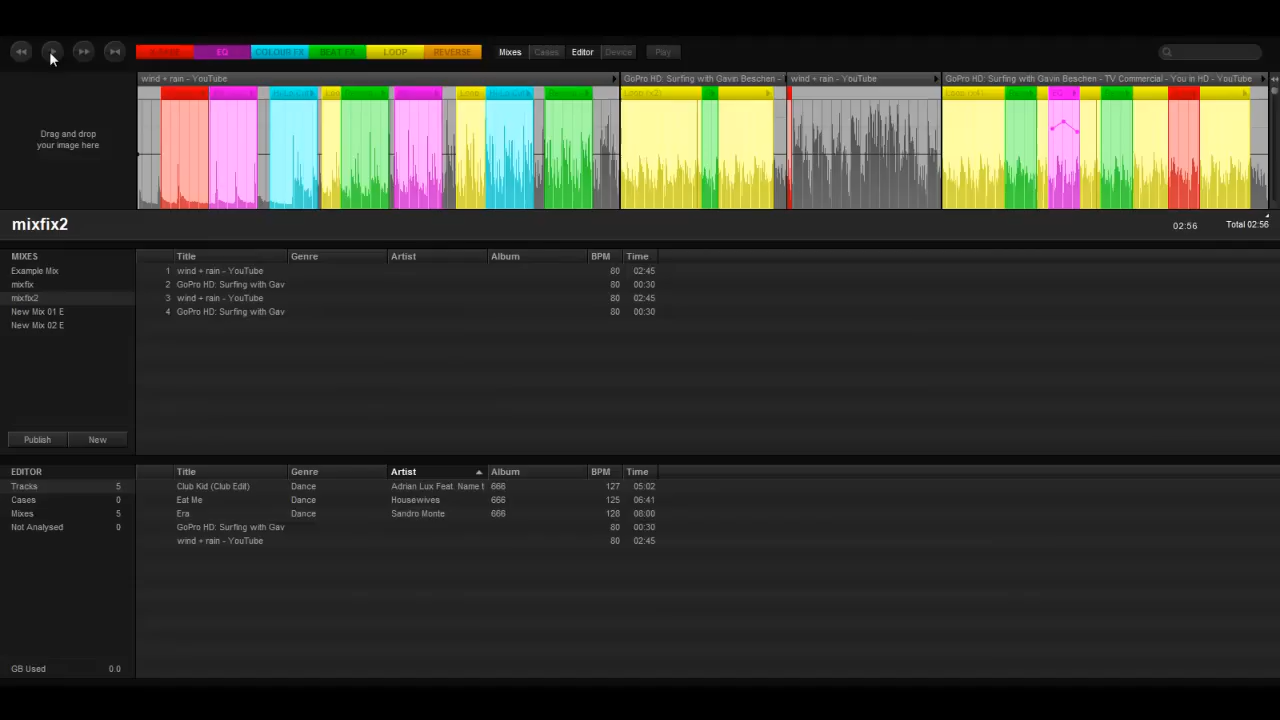 X-FADE EQ COLOUR FX BEAT FX LOOP REVERSE Mixes Cases Editor Device Play
wind + rain - YouTube GoPro HD: Surfing with Gavin Beschen - wind + rain - YouTube GoPro HD: Surfing with Gavin Beschen - TV Commercial - You in HD - YouTube
Loop Loop (x2) Loop (x4) EQ
Drag and drop
your image here
mixfix2
02:56 Total 02:56
MIXES Title Genre Artist Album BPM Time
Example Mix 1 wind + rain - YouTube 80 02:45
mixfix 2 GoPro HD: Surfing with Gav 80 00:30
mixfix2 3 wind + rain - YouTube 80 02:45
New Mix 01 E 4 GoPro HD: Surfing with Gav 80 00:30
New Mix 02 E
Publish New
EDITOR Title Genre Artist Album BPM Time
Tracks 5 Club Kid (Club Edit) Dance Adrian Lux Feat. Name t 666 127 05:02
Cases 0 Eat Me Dance Housewives 666 125 06:41
Mixes 5 Era Dance Sandro Monte 666 128 08:00
Not Analysed 0 GoPro HD: Surfing with Gav 80 00:30
wind + rain - YouTube 80 02:45
GB Used 0.0